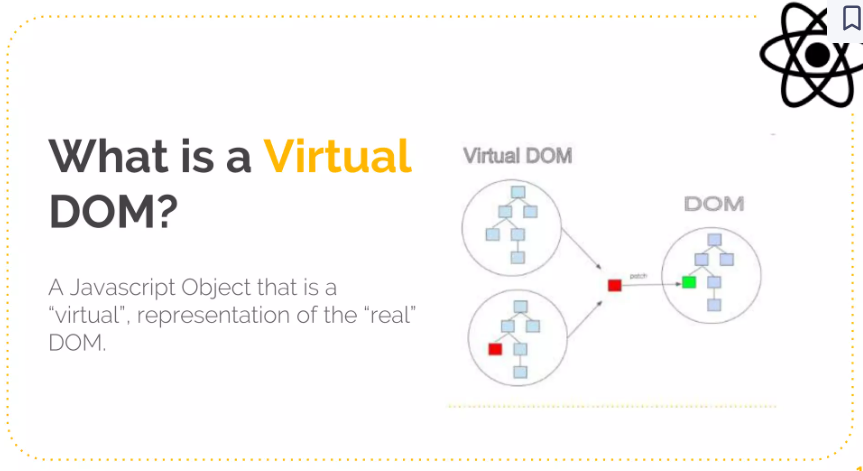 What is a Virtual
DOM?
A Javascript Object that is a
“virtual”, representation of the “real”
DOM.
Virtual DOM
DOM
patch